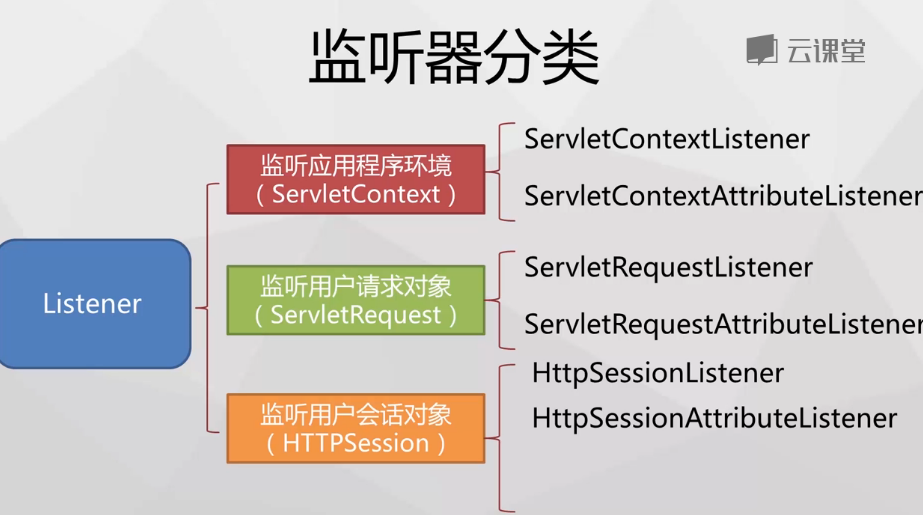 监听器分类
云课堂
Listener
监听应用程序环境
（ServletContext）
ServletContextListener
ServletContextAttributeListener
监听用户请求对象
（ServletRequest）
ServletRequestListener
ServletRequestAttributeListener
监听用户会话对象
（HTTPSession）
HttpSessionListener
HttpSessionAttributeListener